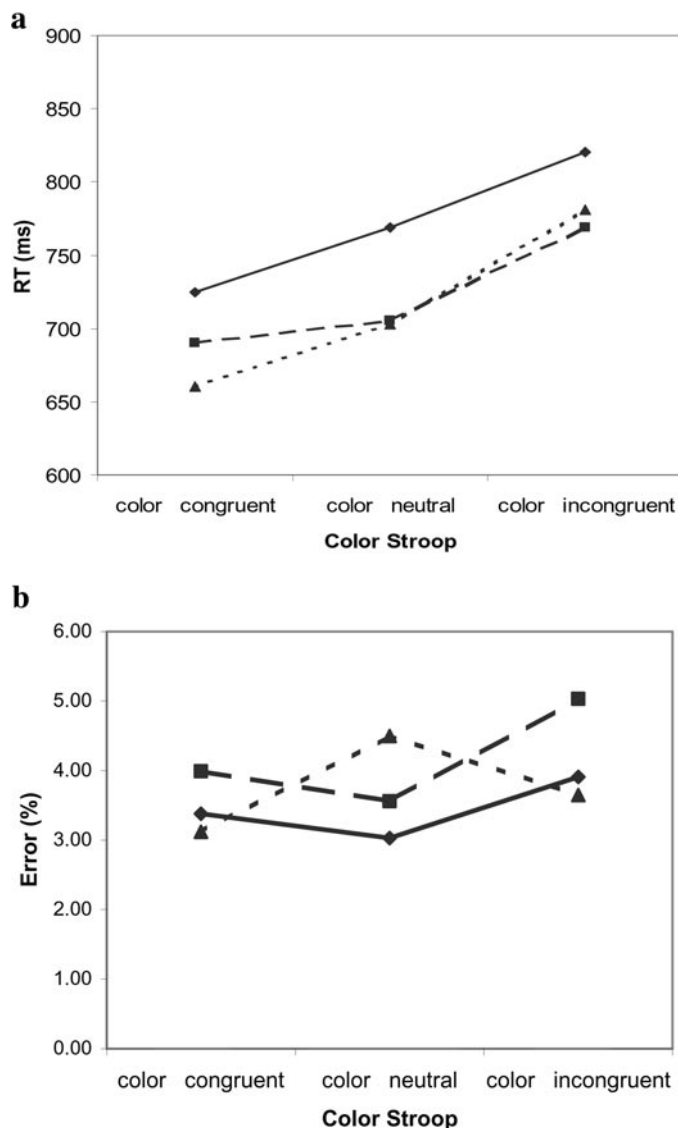 a
900
850
800
750
700
650
600
RT (ms)
color congruent color neutral color incongruent
Color Stroop
b
6.00
5.00
4.00
3.00
2.00
1.00
0.00
Error (%)
color congruent color neutral color incongruent
Color Stroop